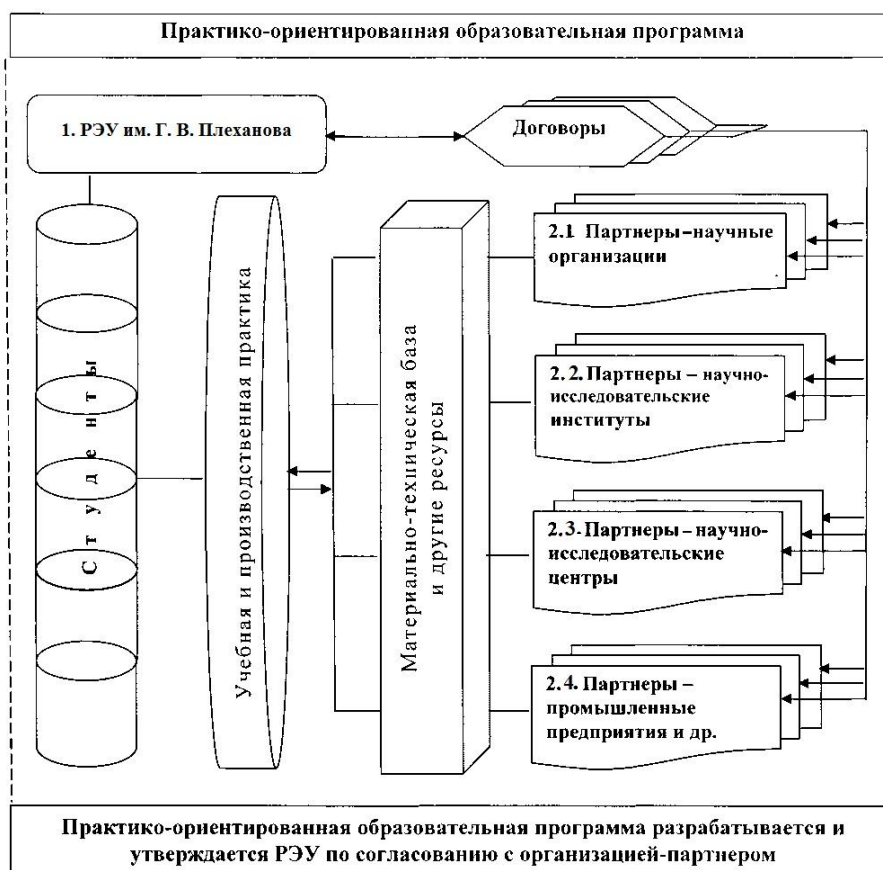 Практико-ориентированная образовательная программа
1. РЭУ им. Г. В. Плеханова
Договоры
Студенты
Учебная и производственная практика
Материально-техническая база
и другие ресурсы
2.1 Партнеры–научные
организации
2.2. Партнеры – научно-
исследовательские
институты
2.3. Партнеры – научно-
исследовательские
центры
2.4. Партнеры –
промышленные
предприятия и др.
Практико-ориентированная образовательная программа разрабатывается и
утверждается РЭУ по согласованию с организацией-партнером